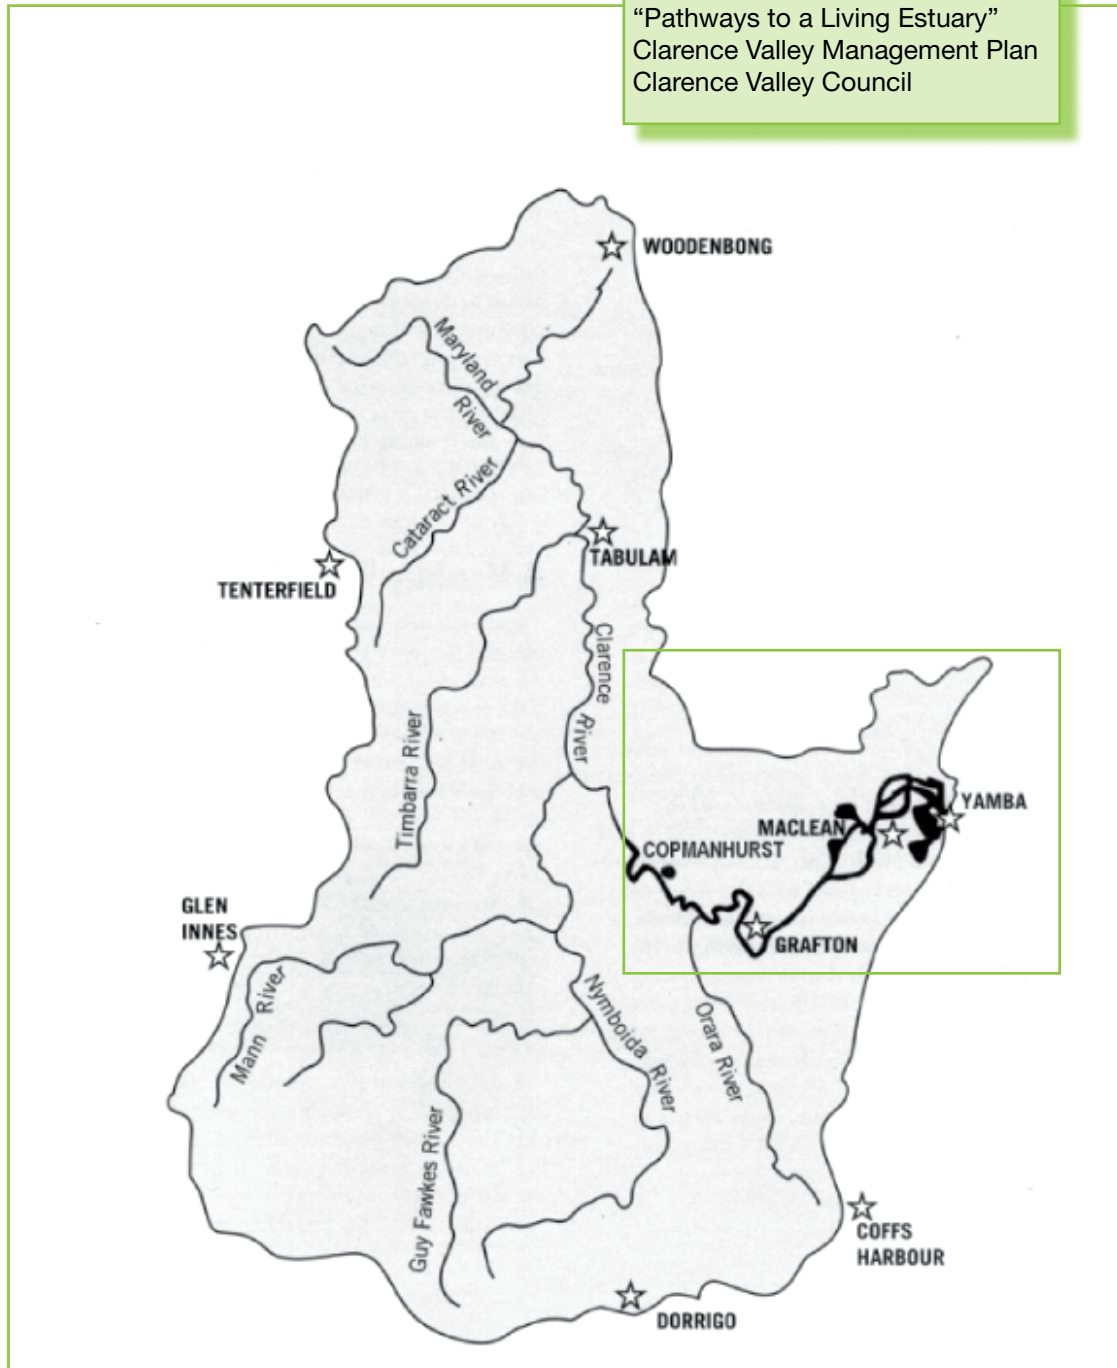 “Pathways to a Living Estuary”
Clarence Valley Management Plan
Clarence Valley Council
WOODENBONG
Maryland
River
Cataract River
TABULAM
TENTERFIELD
Clarence
River
Timbarra River
YAMBA
MACLEAN
COPMANHURST
GLEN
INNES
GRAFTON
Mann River
Nymboida River
Orara River
Guy Fawkes River
COFFS
HARBOUR
DORRIGO